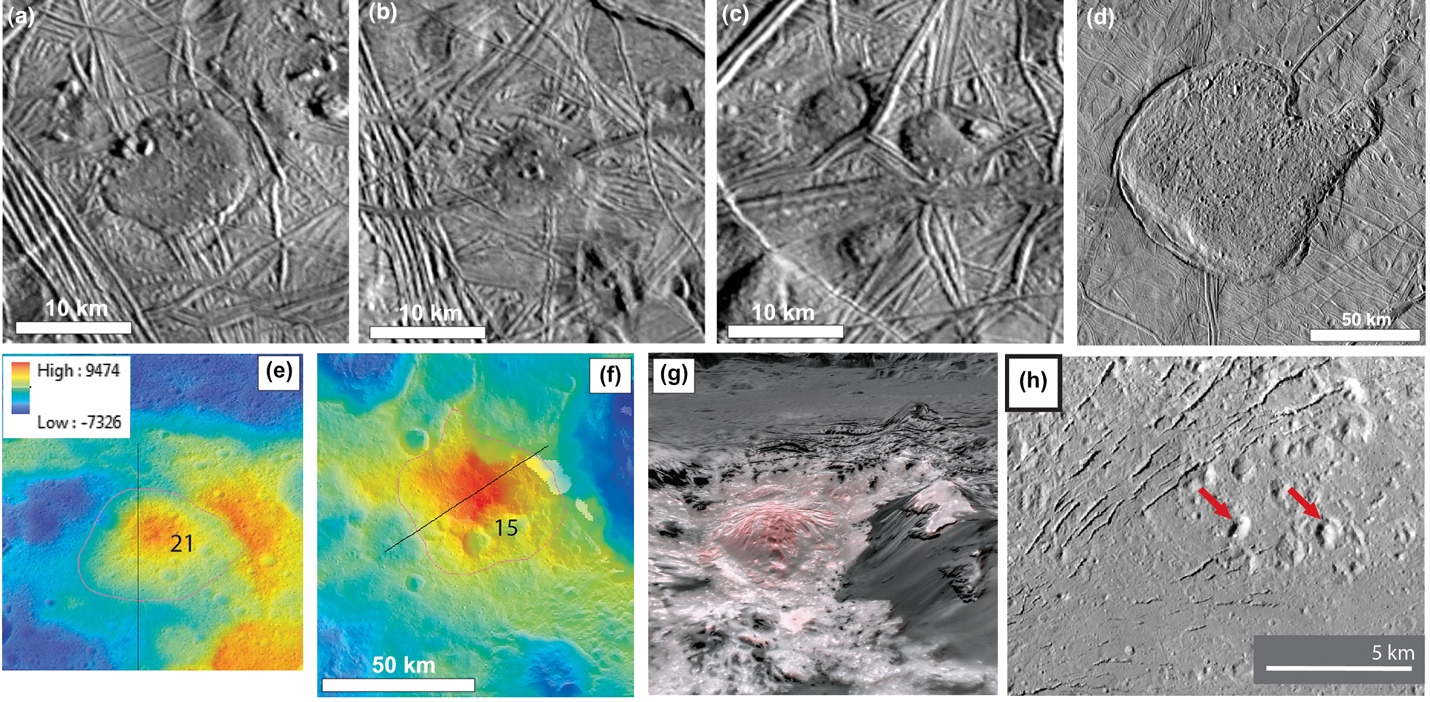 (a)
10 km
(b)
10 km
(c)
10 km
(d)
50 km
(e)
High : 9474
Low : -7326
21
(f)
15
50 km
(g)
(h)
5 km